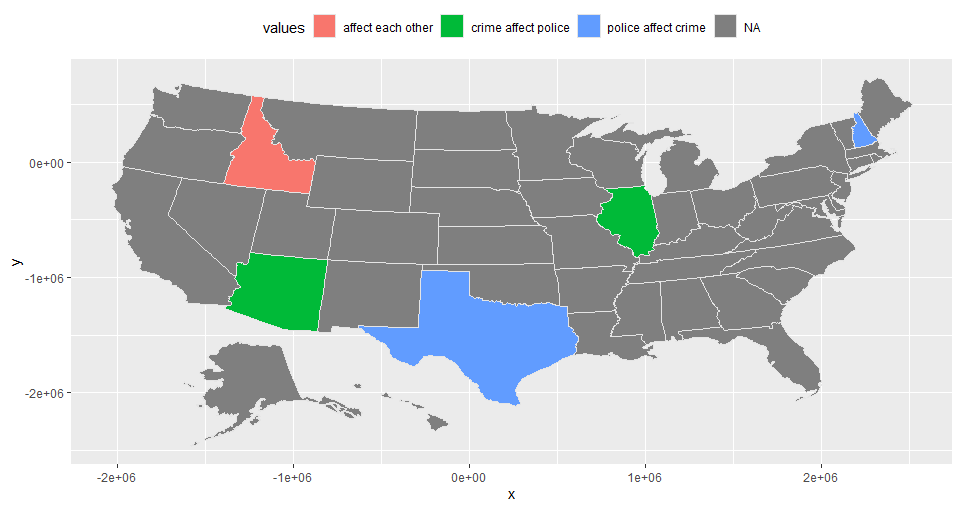 values affect each other crime affect police police affect crime NA
0e+00
-1e+06
-2e+06
y
-2e+06 -1e+06 0e+00 1e+06 2e+06
x